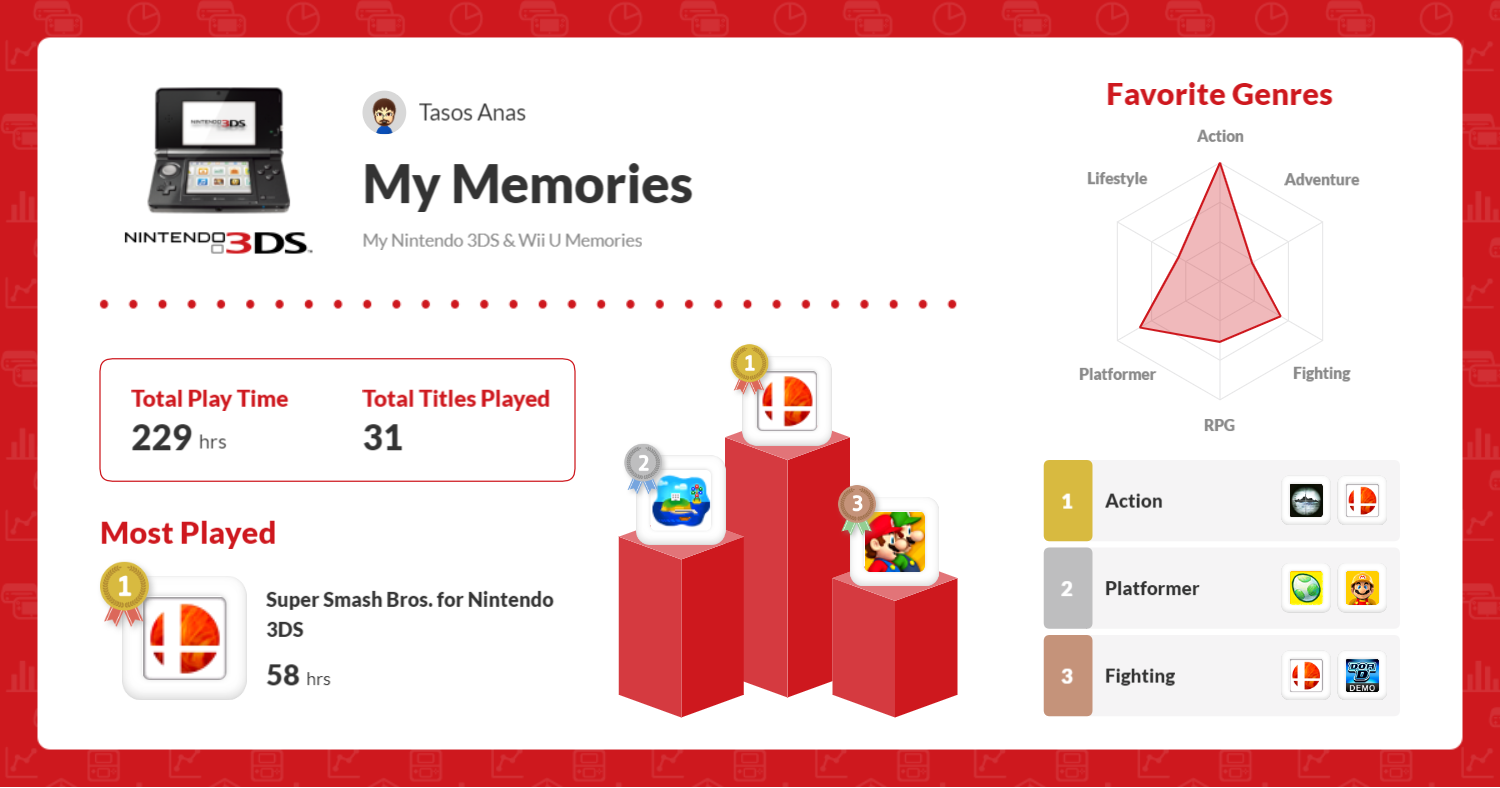 Tasos Anas
My Memories
My Nintendo 3DS & Wii U Memories
NINTENDO 3DS
NINTENDO 3DS™
Total Play Time
229 hrs
Total Titles Played
31
Most Played
1
Super Smash Bros. for Nintendo
3DS
58 hrs
1
2
3
Favorite Genres
Action
Adventure
Fighting
RPG
Platformer
Lifestyle
1 Action
2 Platformer
3 Fighting
DEMO